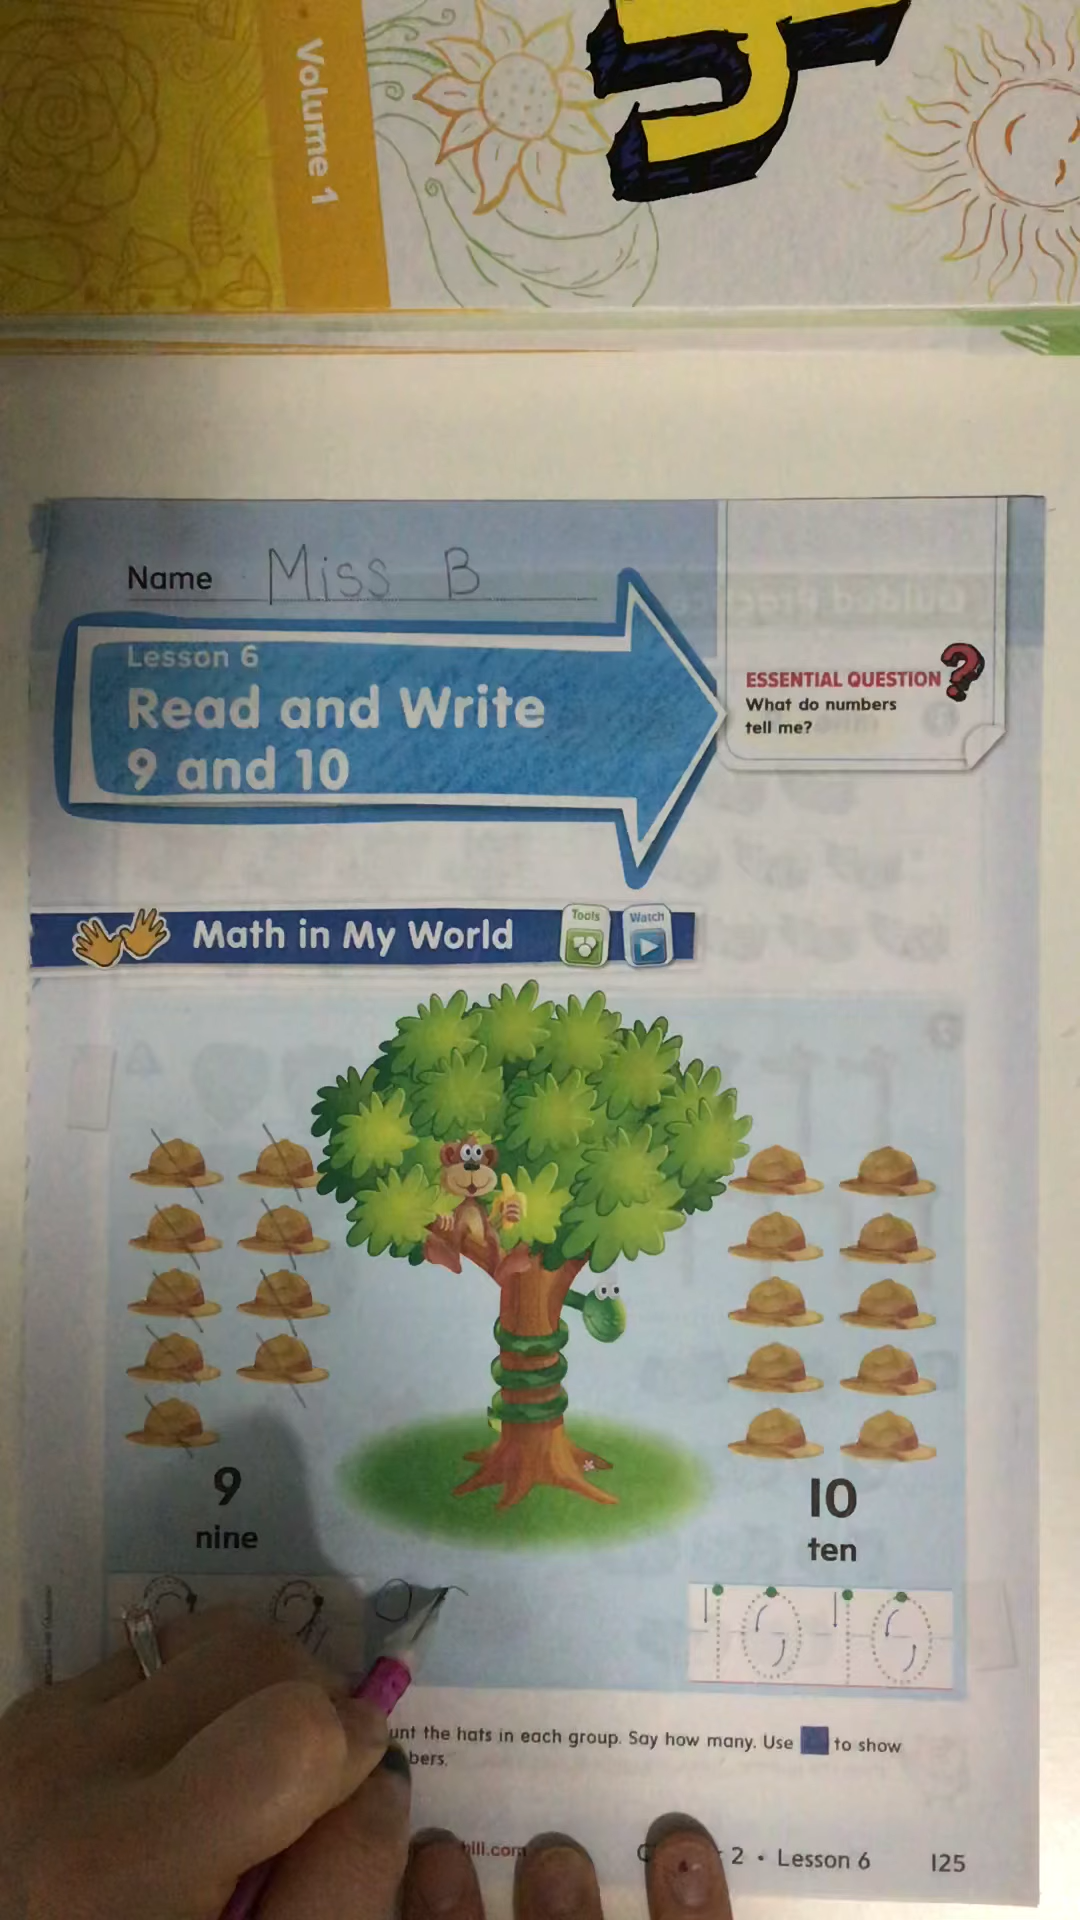 Volume 1
Name Miss B
Lesson 6
Read and Write
9 and 10
ESSENTIAL QUESTION
What do numbers
tell me?
Math in My World
Tools
Watch
9
nine
10
ten
10 10
the hats in each group. Say how many. Use to show
2 • Lesson 6 125